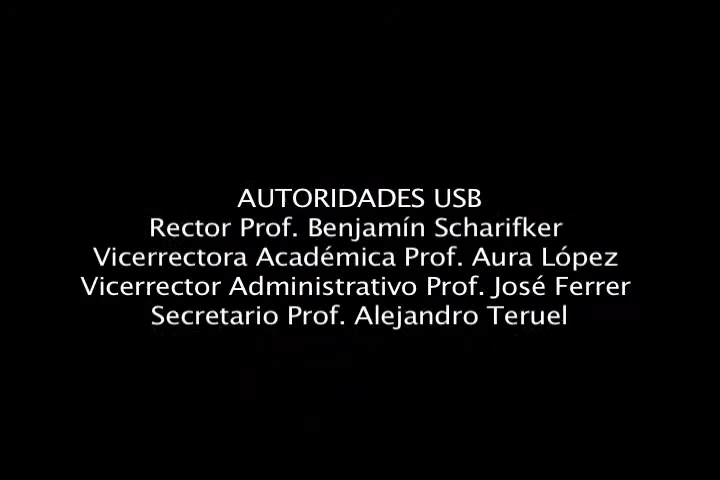 AUTORIDADES USB
Rector Prof. Benjamín Scharifker
Vicerrectora Académica Prof. Aura López
Vicerrector Administrativo Prof. José Ferrer
Secretario Prof. Alejandro Teruel